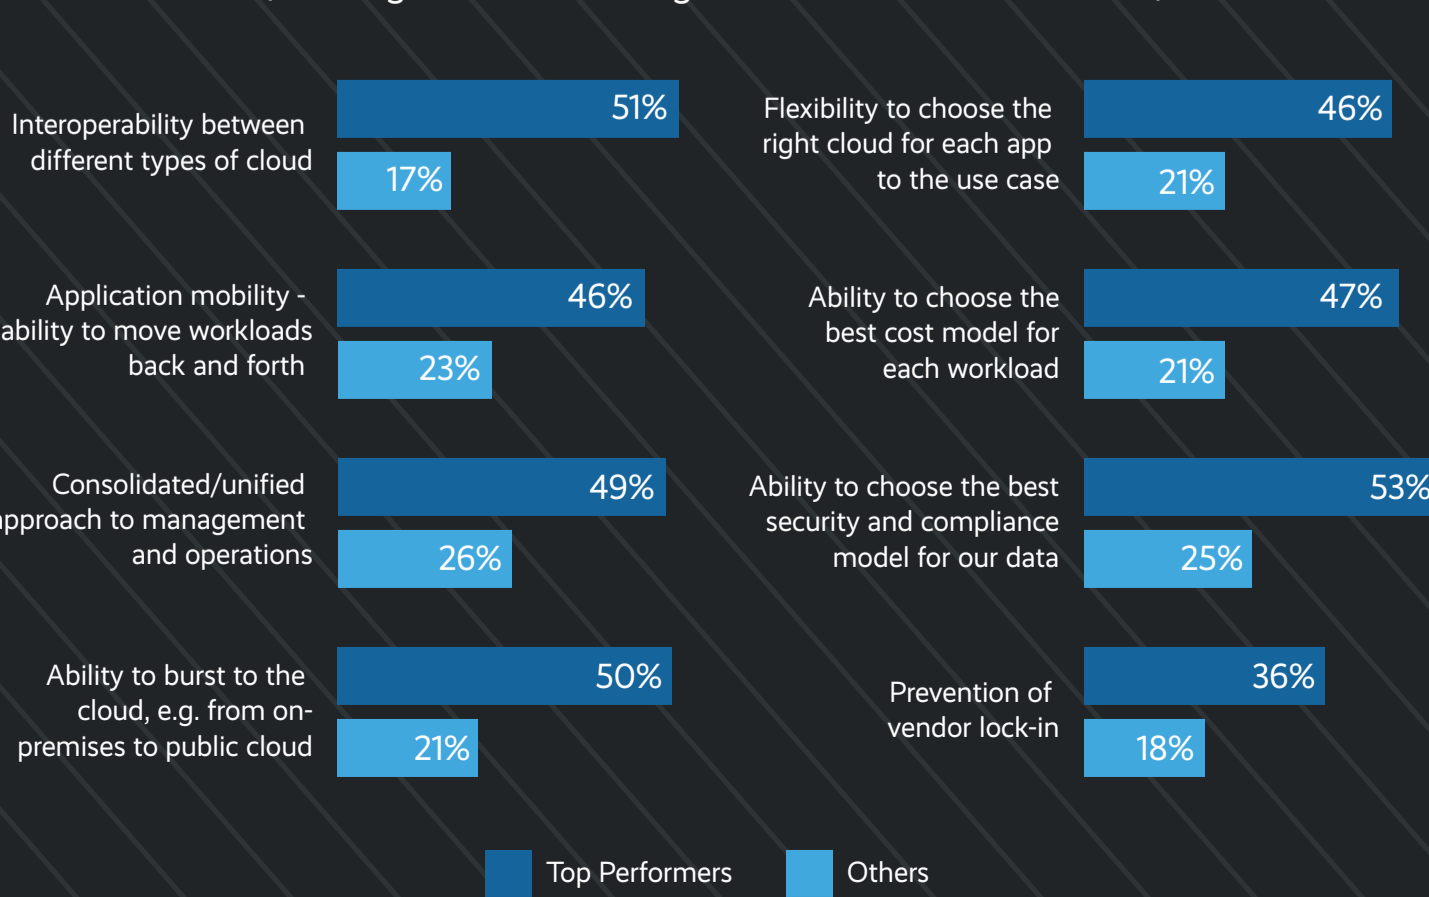 Interoperability between
different types of cloud
51%
17%
Application mobility -
ability to move workloads
back and forth
46%
23%
Consolidated/unified
approach to management
and operations
49%
26%
Ability to burst to the
cloud, e.g. from on-
premises to public cloud
50%
21%
Flexibility to choose the
right cloud for each app
to the use case
46%
21%
Ability to choose the
best cost model for
each workload
47%
21%
Ability to choose the best
security and compliance
model for our data
53%
25%
Prevention of
vendor lock-in
36%
18%
Top Performers
Others